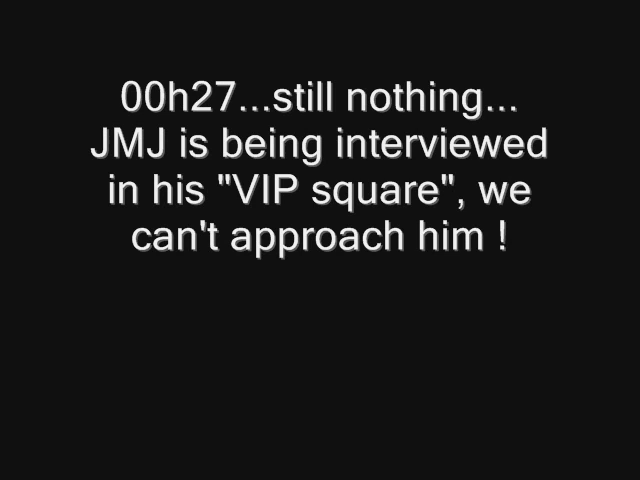 00h27...still nothing...
JMJ is being interviewed
in his "VIP square", we
can't approach him !